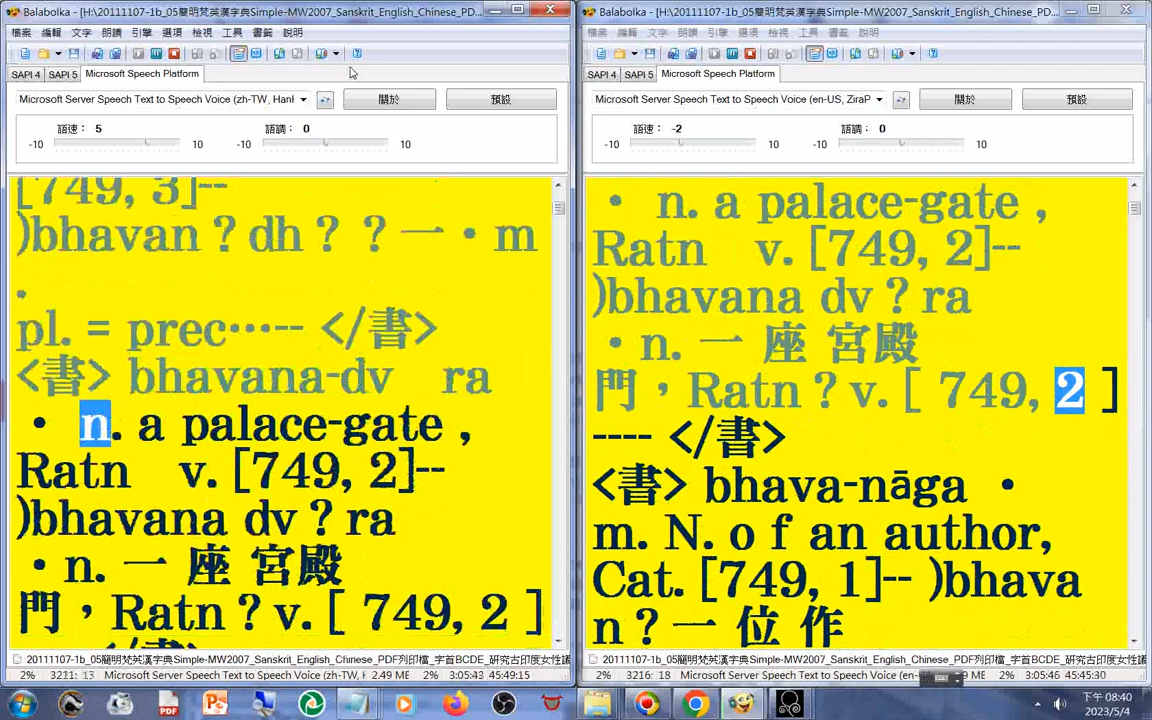 Balabolka - [H:\20111107-1b_05簡明梵英漢字典Simple-MW2007_Sanskrit_English_Chinese_PD...
檔案 編輯 文字 朗讀 引擎 選項 檢視 工具 書籤 說明
SAPI 4 SAPI 5 Microsoft Speech Platform
Microsoft Server Speech Text to Speech Voice (zh-TW, Hanl 關於 預設
語速： 5 語調： 0
-10 10 -10 10
[749, 3]--
)bhavan ? dh ? ? 一 • m
.
pl. = prec…-- </書>
<書> bhavana-dv ra
• n. a palace-gate ,
Ratn v. [749, 2]--
)bhavana dv ? ra
• n. 一 座 宮殿
門，Ratn ? v. [ 749, 2 ]
20111107-1b_05簡明梵英漢字典Simple-MW2007_Sanskrit_English_Chinese_PDF列印檔_字首BCDE_研究古印度女性議
2% 3211: 13 Microsoft Server Speech Text to Speech Voice (zh-TW, H 2.49 MB 2% 3:05:43 45:49:15
Balabolka - [H:\20111107-1b_05簡明梵英漢字典Simple-MW2007_Sanskrit_English_Chinese_PD...
檔案 編輯 文字 朗讀 引擎 選項 檢視 工具 書籤 說明
SAPI 4 SAPI 5 Microsoft Speech Platform
Microsoft Server Speech Text to Speech Voice (en-US, ZiraP 關於 預設
語速： -2 語調： 0
-10 10 -10 10
• n. a palace-gate ,
Ratn v. [749, 2]--
)bhavana dv ? ra
• n. 一 座 宮殿
門，Ratn ? v. [ 749, 2 ]
---- </書>
<書> bhava-nāga •
m. N. o f an author,
Cat. [749, 1]-- )bhava
n ? 一 位 作
20111107-1b_05簡明梵英漢字典Simple-MW2007_Sanskrit_English_Chinese_PDF列印檔_字首BCDE_研究古印度女性議
2% 3216: 18 Microsoft Server Speech Text to Speech Voice (en-US, MB 2% 3:05:46 45:45:30
下午 08:40
2023/5/4